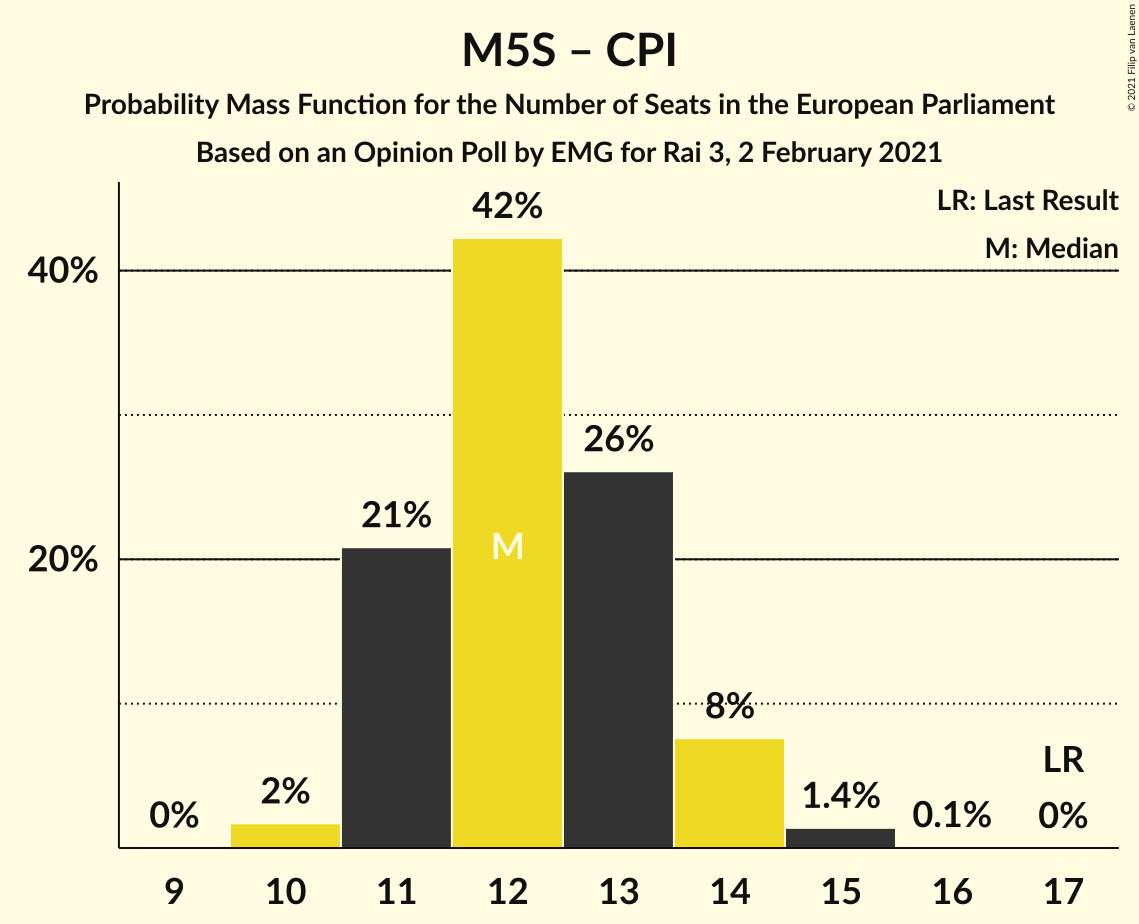 M5S – CPI
Probability Mass Function for the Number of Seats in the European Parliament
Based on an Opinion Poll by EMG for Rai 3, 2 February 2021
© 2021 Filip van Laenen
LR: Last Result
M: Median
40%
20%
0%
2%
21%
42%
M
26%
8%
1.4%
0.1%
LR
0%
9 10 11 12 13 14 15 16 17